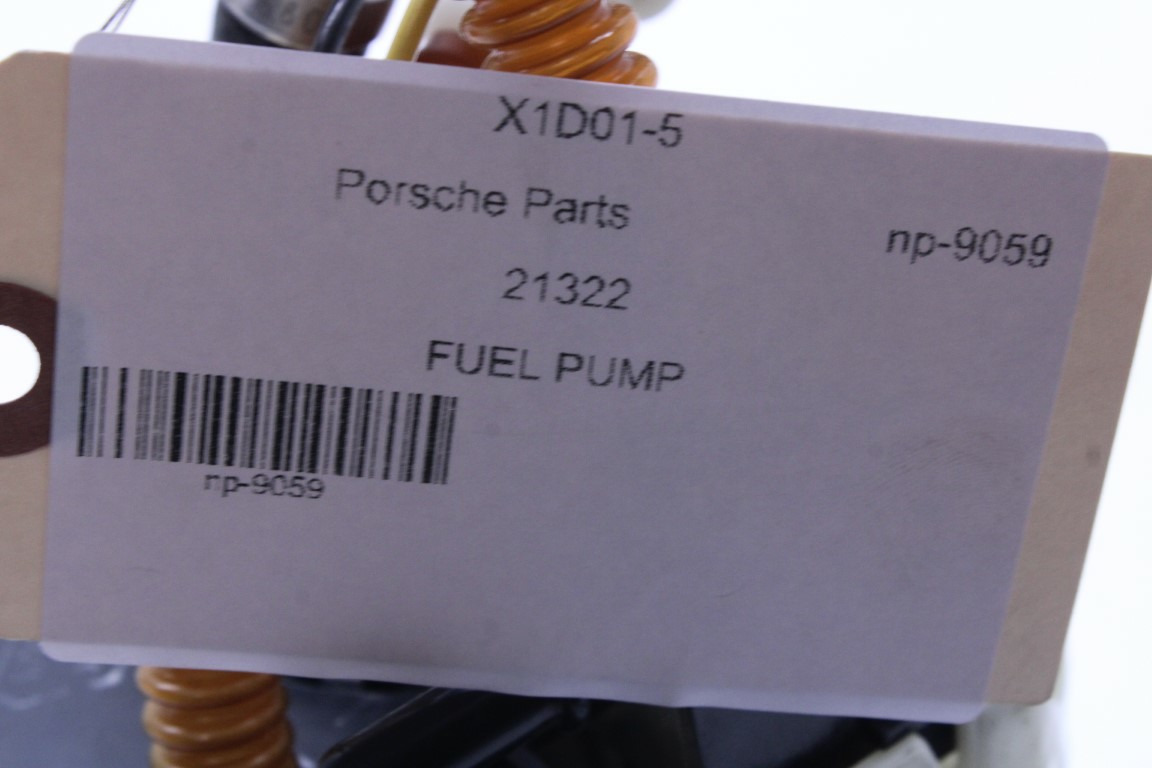 X1D01-5
Porsche Parts
np-9059
21322
FUEL PUMP
np-9059